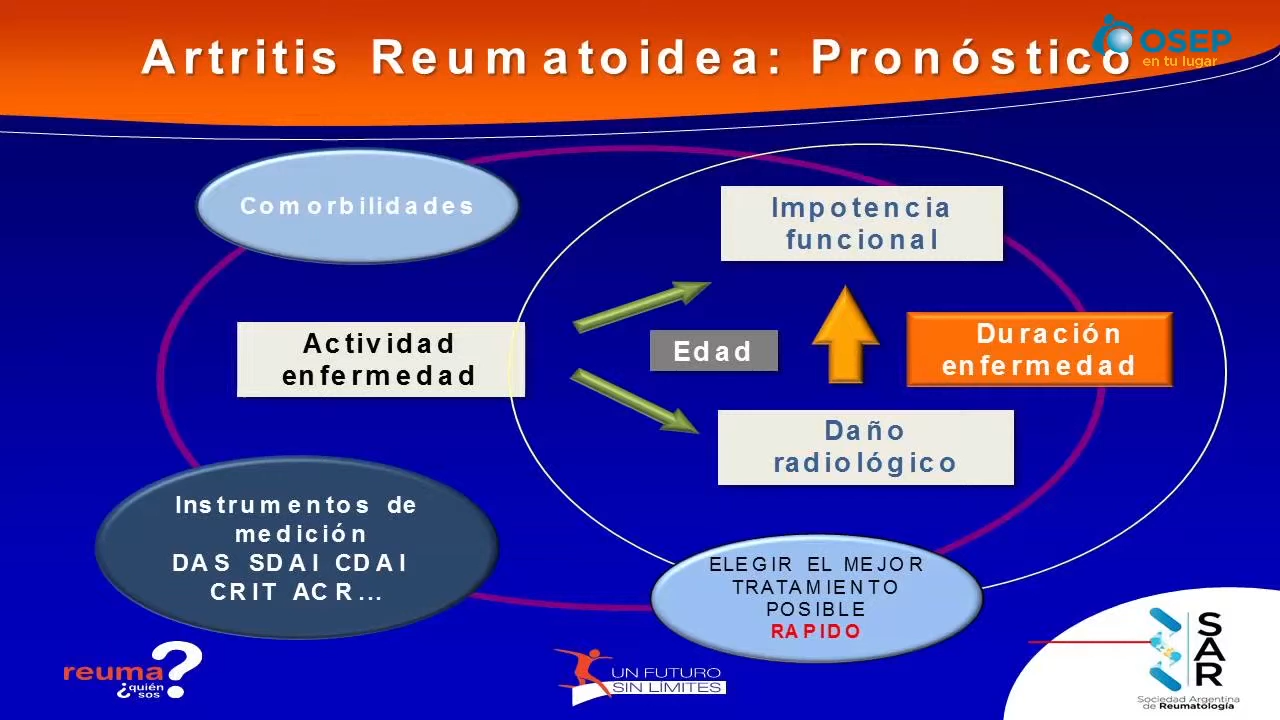 Artritis Reumatoidea: Pronóstico
OSEP
en tu lugar
Comorbilidades
Impotencia
funcional
Actividad
enfermedad
Edad
Duración
enfermedad
Daño
radiológico
Instrumentos de
medición
DAS SDAI CDAI
CRIT ACR...
ELEGIR EL MEJOR
TRATAMIENTO
POSIBLE
RAPIDO
reuma?
¿quién
sos
UN FUTURO
SIN LÍMITES
SAR
Sociedad Argentina
de Reumatología